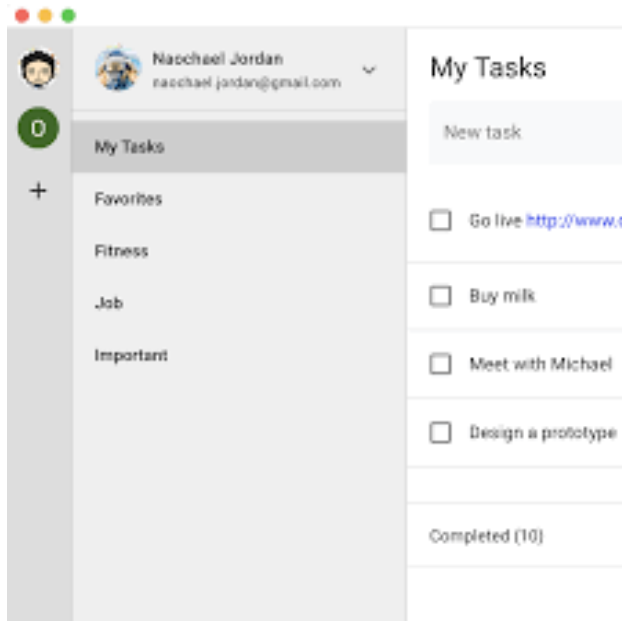 Naochael Jordan
naochael.jordan@gmail.com
O
+
My Tasks
Favorites
Fitness
Job
Important
My Tasks
New task
Go live http://www.
Buy milk
Meet with Michael
Design a prototype
Completed (10)